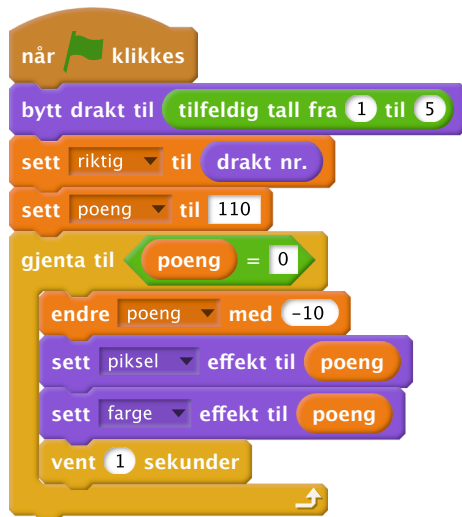 når klikkes
bytt drakt til tilfeldig tall fra 1 til 5
sett riktig til drakt nr.
sett poeng til 110
gjenta til poeng = 0
endre poeng med -10
sett piksel effekt til poeng
sett farge effekt til poeng
vent 1 sekunder